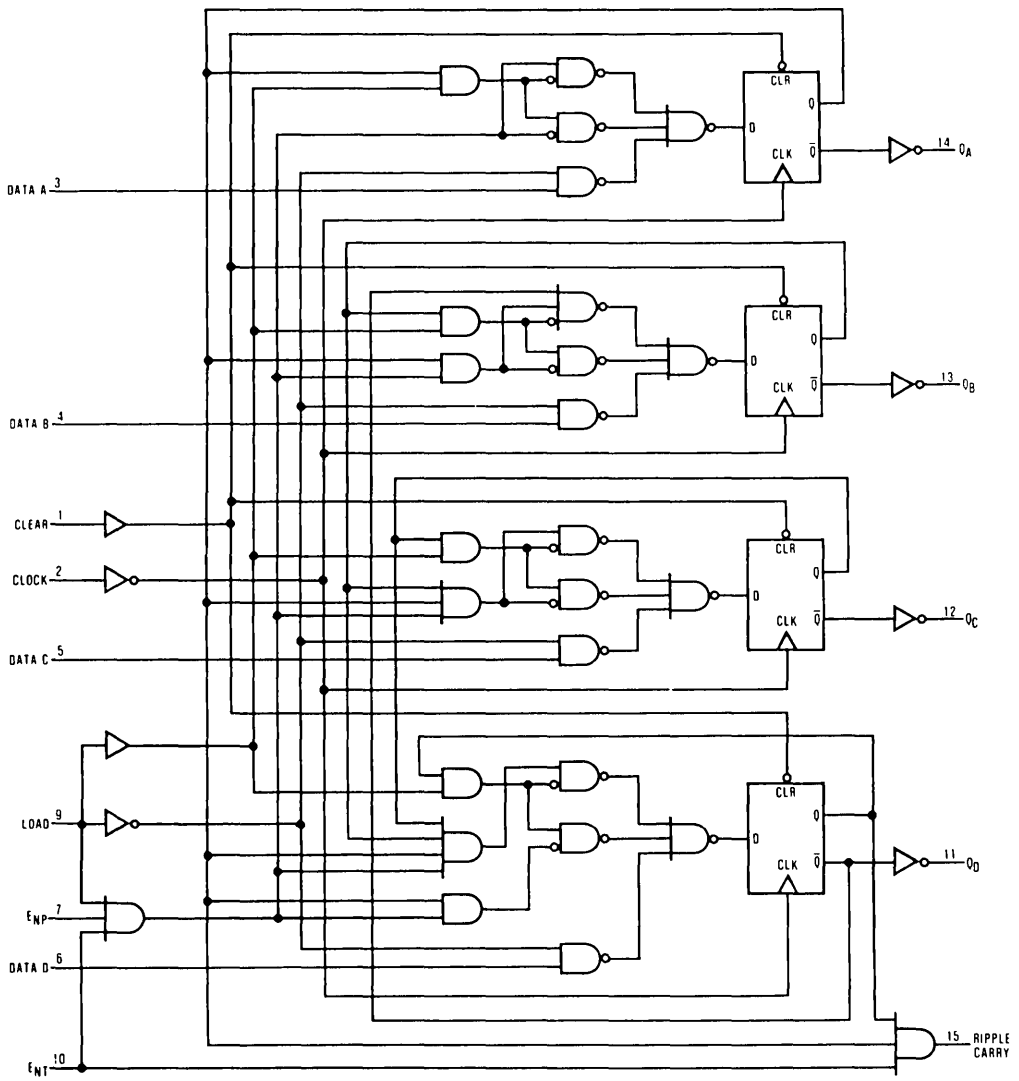 CLR
Q
D
CLK
Q̅
14 QA
DATA A 3
CLR
Q
D
CLK
Q̅
13 QB
DATA B 4
CLEAR 1
CLR
CLOCK 2
Q
D
CLK
Q̅
12 QC
DATA C 5
CLR
LOAD 9
Q
D
CLK
Q̅
11 QD
ENP 7
DATA D 6
15 RIPPLE
CARRY
ENT 10